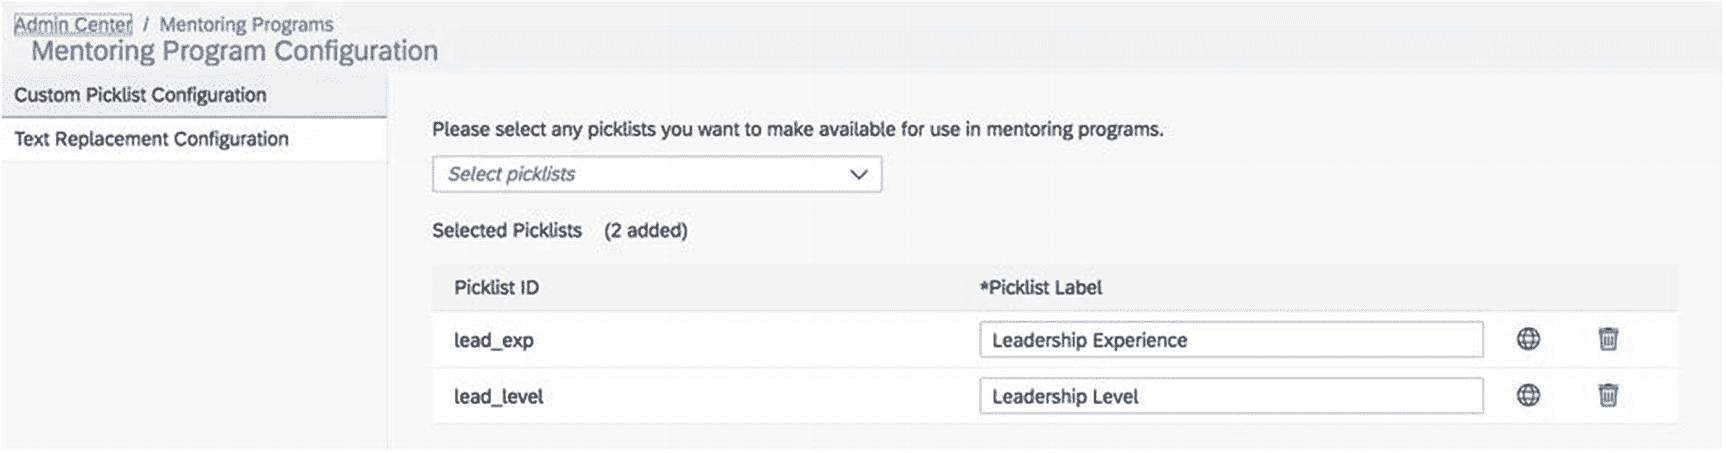 Admin Center / Mentoring Programs
Mentoring Program Configuration
Custom Picklist Configuration
Text Replacement Configuration
Please select any picklists you want to make available for use in mentoring programs.
Select picklists
Selected Picklists (2 added)
Picklist ID *Picklist Label
lead_exp Leadership Experience
lead_level Leadership Level